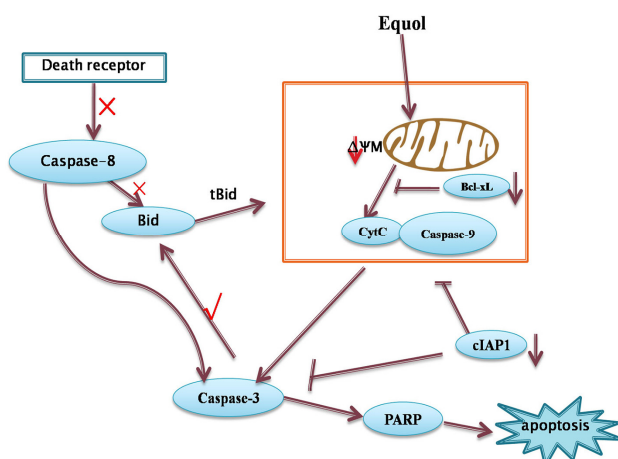 Equol
Death receptor
ΔΨM
Caspase-8
Bcl-xL
tBid
Bid
CytC
Caspase-9
cIAP1
Caspase-3
PARP
apoptosis